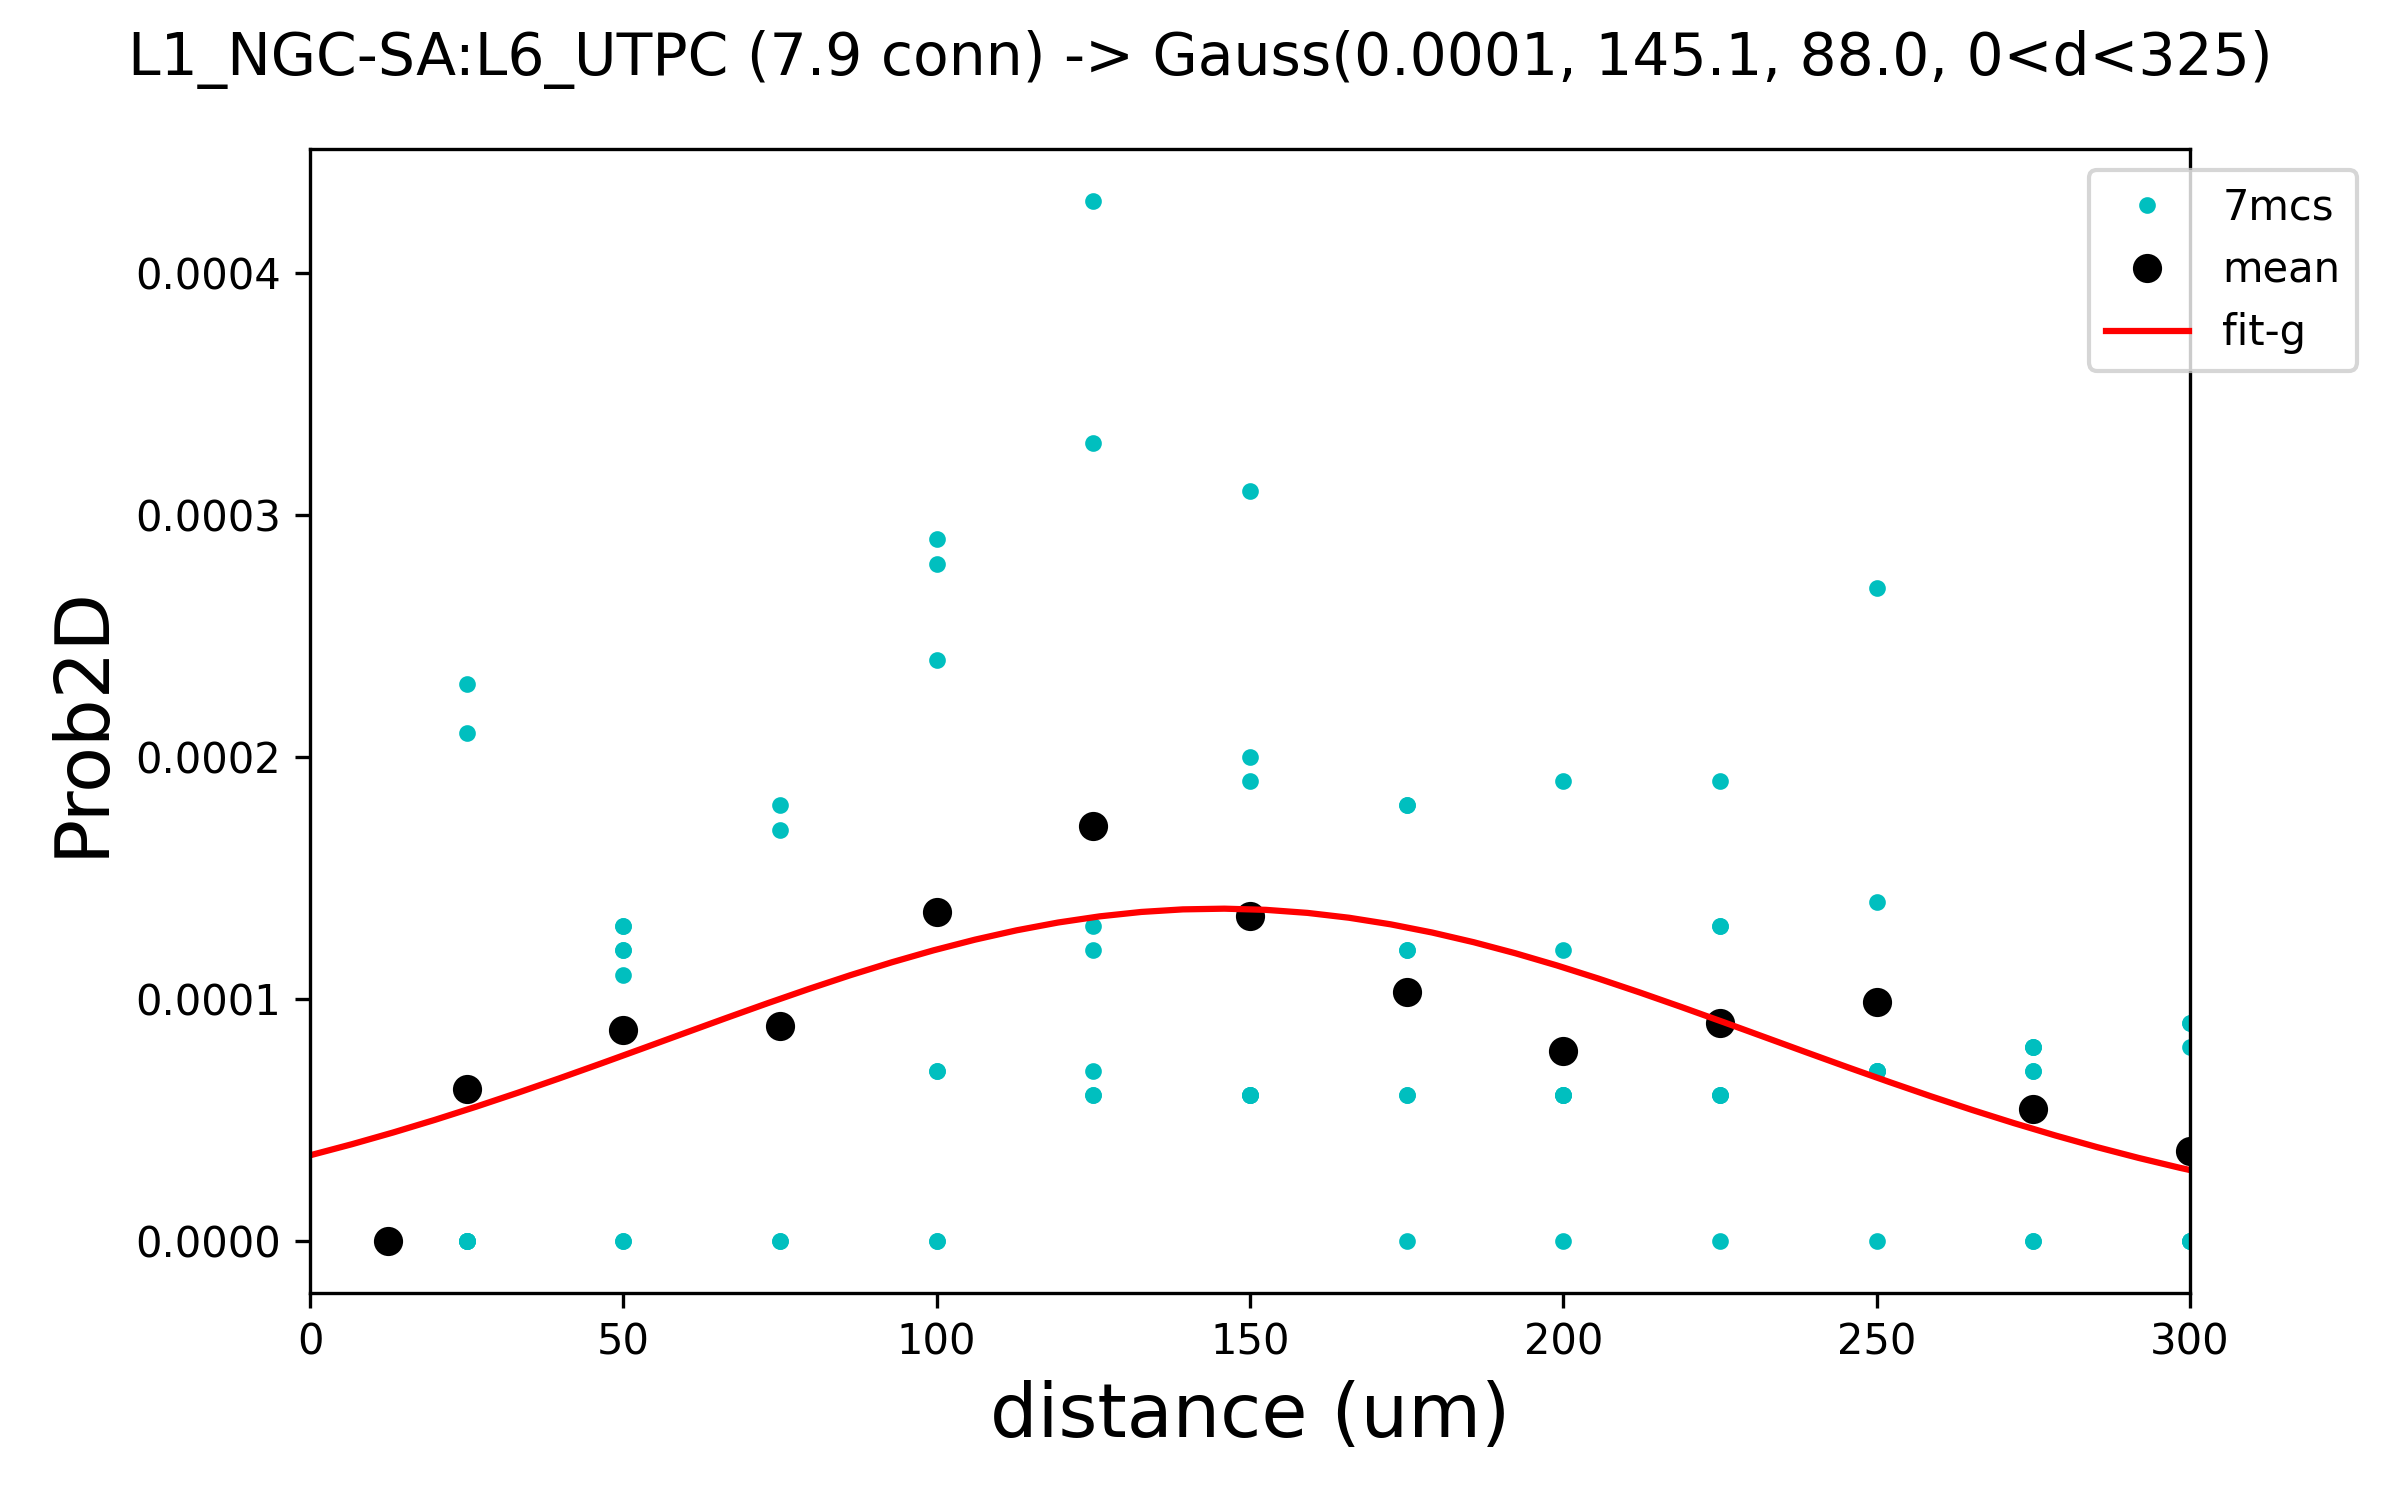 L1_NGC-SA:L6_UTPC (7.9 conn) -> Gauss(0.0001, 145.1, 88.0, 0<d<325)
7mcs
mean
fit-g
0.0004
0.0003
0.0002
0.0001
0.0000
Prob2D
0 50 100 150 200 250 300
distance (um)